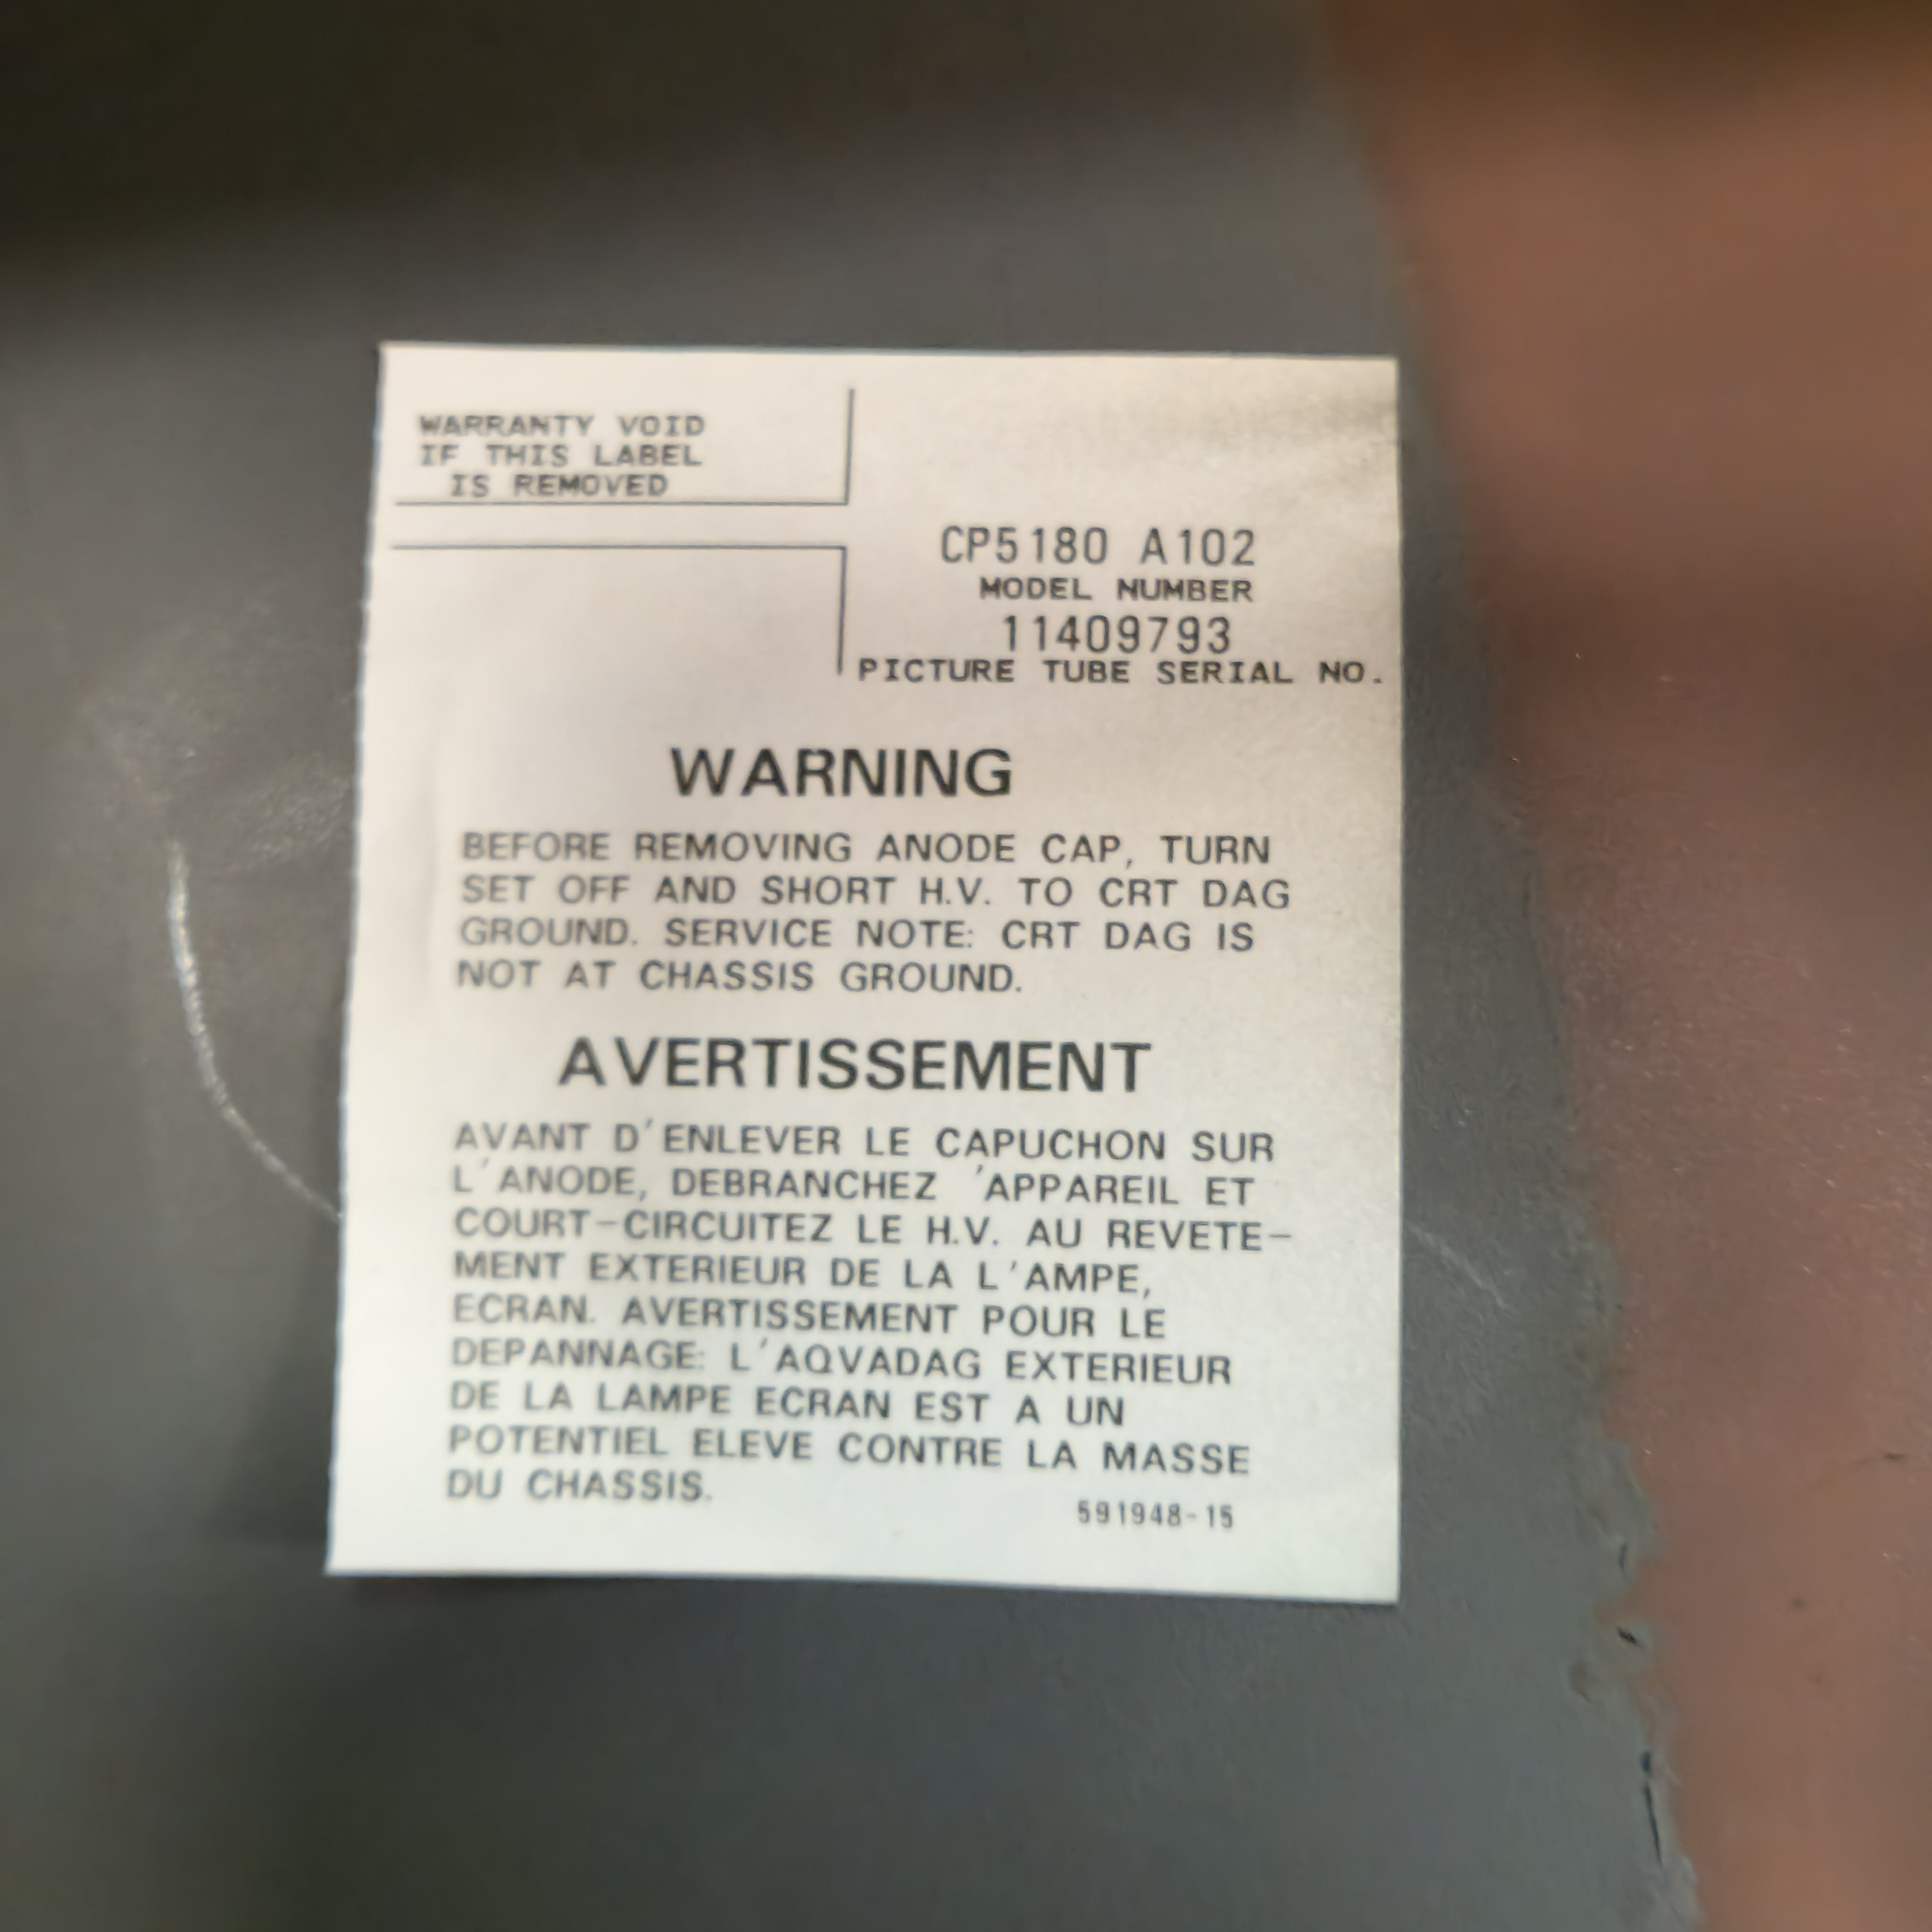 WARRANTY VOID
IF THIS LABEL
IS REMOVED
CP5180 A102
MODEL NUMBER
11409793
PICTURE TUBE SERIAL NO.
WARNING
BEFORE REMOVING ANODE CAP, TURN
SET OFF AND SHORT H.V. TO CRT DAG
GROUND. SERVICE NOTE: CRT DAG IS
NOT AT CHASSIS GROUND.
AVERTISSEMENT
AVANT D'ENLEVER LE CAPUCHON SUR
L'ANODE, DEBRANCHEZ 'APPAREIL ET
COURT-CIRCUITEZ LE H.V. AU REVETE-
MENT EXTERIEUR DE LA L'AMPE,
ECRAN. AVERTISSEMENT POUR LE
DEPANNAGE: L'AQVADAG EXTERIEUR
DE LA LAMPE ECRAN EST A UN
POTENTIEL ELEVE CONTRE LA MASSE
DU CHASSIS.
591948-15